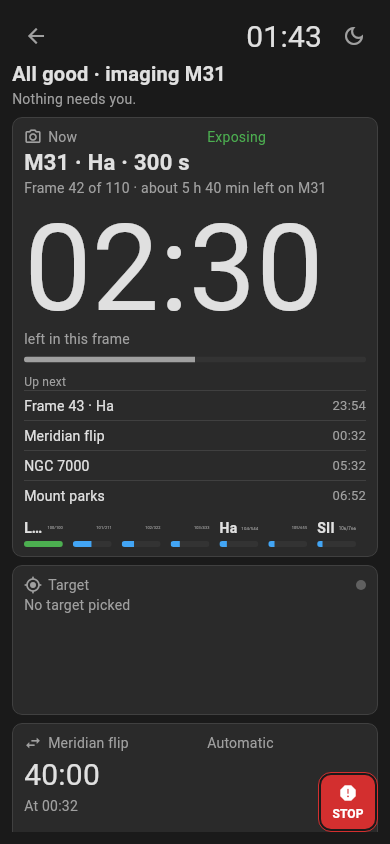 01:43
All good · imaging M31
Nothing needs you.
Now
Exposing
M31 · Ha · 300 s
Frame 42 of 110 · about 5 h 40 min left on M31
02:30
left in this frame
Up next
Frame 43 · Ha
23:54
Meridian flip
00:32
NGC 7000
05:32
Mount parks
06:52
L...
Ha
SII
Target
No target picked
Meridian flip
Automatic
40:00
At 00:32
STOP